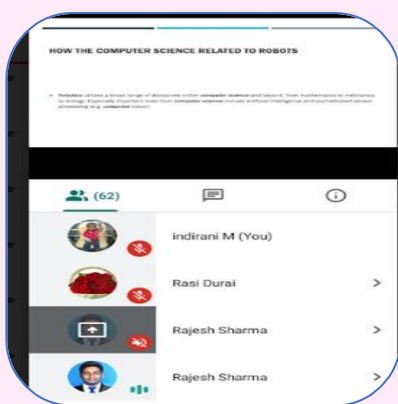 HOW THE COMPUTER SCIENCE RELATED TO ROBOTS
Robotics utilizes a broad range of disciplines within computer science and beyond, from mathematics to mechanics
to biology. Especially important tools from computer science include artificial intelligence and sophisticated sensor
processing (e.g. computer vision).
(62)
indirani M (You)
Rasi Durai
Rajesh Sharma
Rajesh Sharma